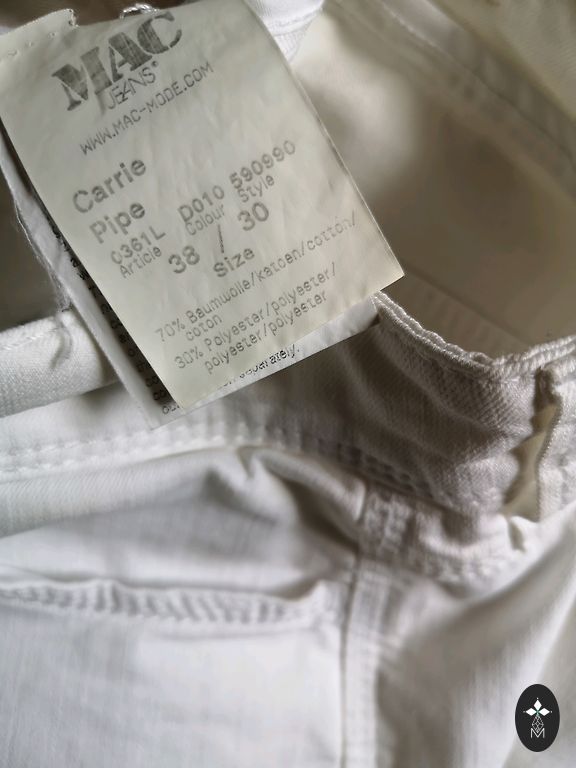 MAC
JEANS®
WWW.MAC-MODE.COM
Carrie
Pipe
0361L D010 590990
Article Colour Style
38 / 30
Size
70% Baumwolle/katoen/cotton/
coton
30% Polyester/polyester/
polyester/polyester
separately.
M